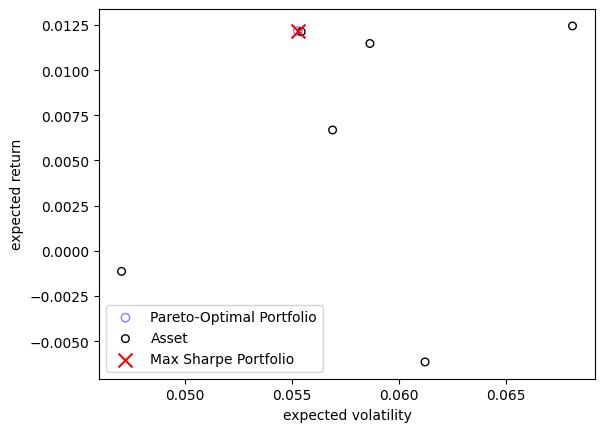 0.0125
0.0100
0.0075
0.0050
0.0025
0.0000
−0.0025
−0.0050
expected return
Pareto-Optimal Portfolio
Asset
Max Sharpe Portfolio
0.050 0.055 0.060 0.065
expected volatility